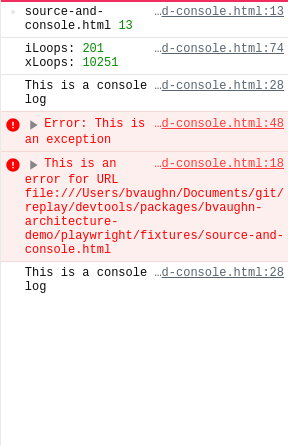 source-and-   …d-console.html:13
console.html 13
iLoops: 201   …d-console.html:74
xLoops: 10251
This is a console …d-console.html:28
log
Error: This is …d-console.html:48
an exception
This is an   …d-console.html:18
error for URL
file:///Users/bvaughn/Documents/git/
replay/devtools/packages/bvaughn-
architecture-
demo/playwright/fixtures/source-and-
console.html
This is a console …d-console.html:28
log